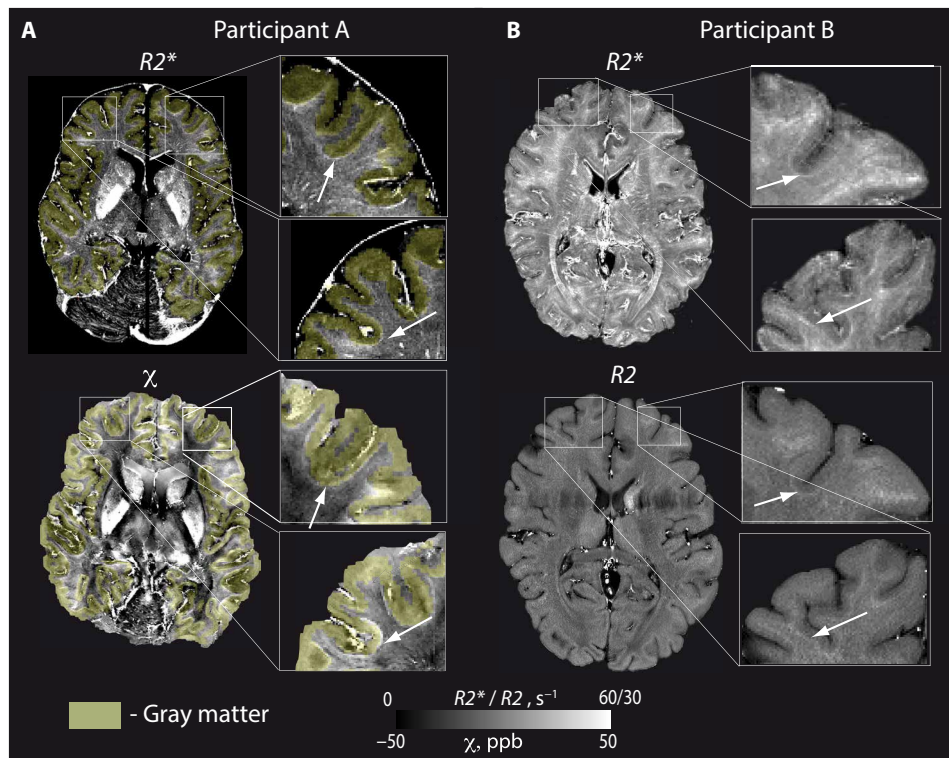 A Participant A
B Participant B
R2*
R2*
χ
R2
- Gray matter
0 R2* / R2 , s⁻¹ 60/30
−50 χ, ppb 50